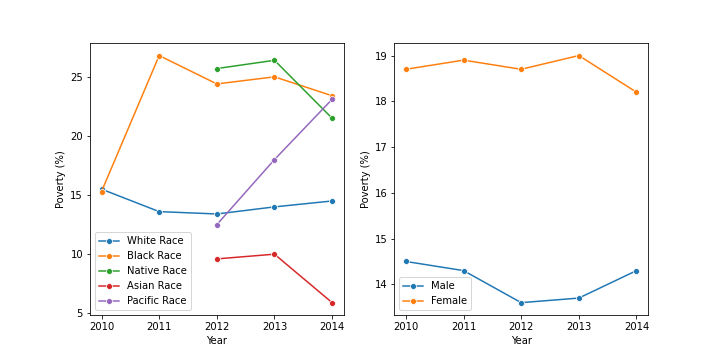 Poverty (%)
25
20
15
10
5
2010 2011 2012 2013 2014
Year
White Race
Black Race
Native Race
Asian Race
Pacific Race
Poverty (%)
19
18
17
16
15
14
2010 2011 2012 2013 2014
Year
Male
Female